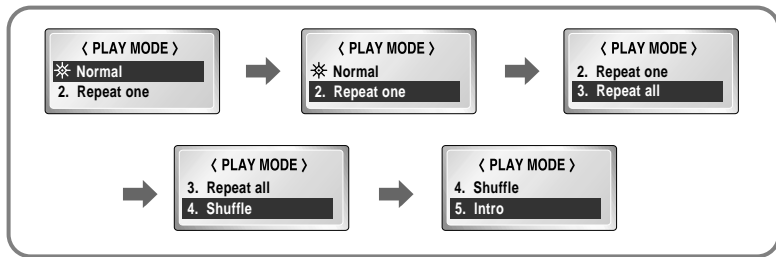 〈 PLAY MODE 〉
※ Normal
2. Repeat one
〈 PLAY MODE 〉
※ Normal
2. Repeat one
〈 PLAY MODE 〉
2. Repeat one
3. Repeat all
〈 PLAY MODE 〉
3. Repeat all
4. Shuffle
〈 PLAY MODE 〉
4. Shuffle
5. Intro